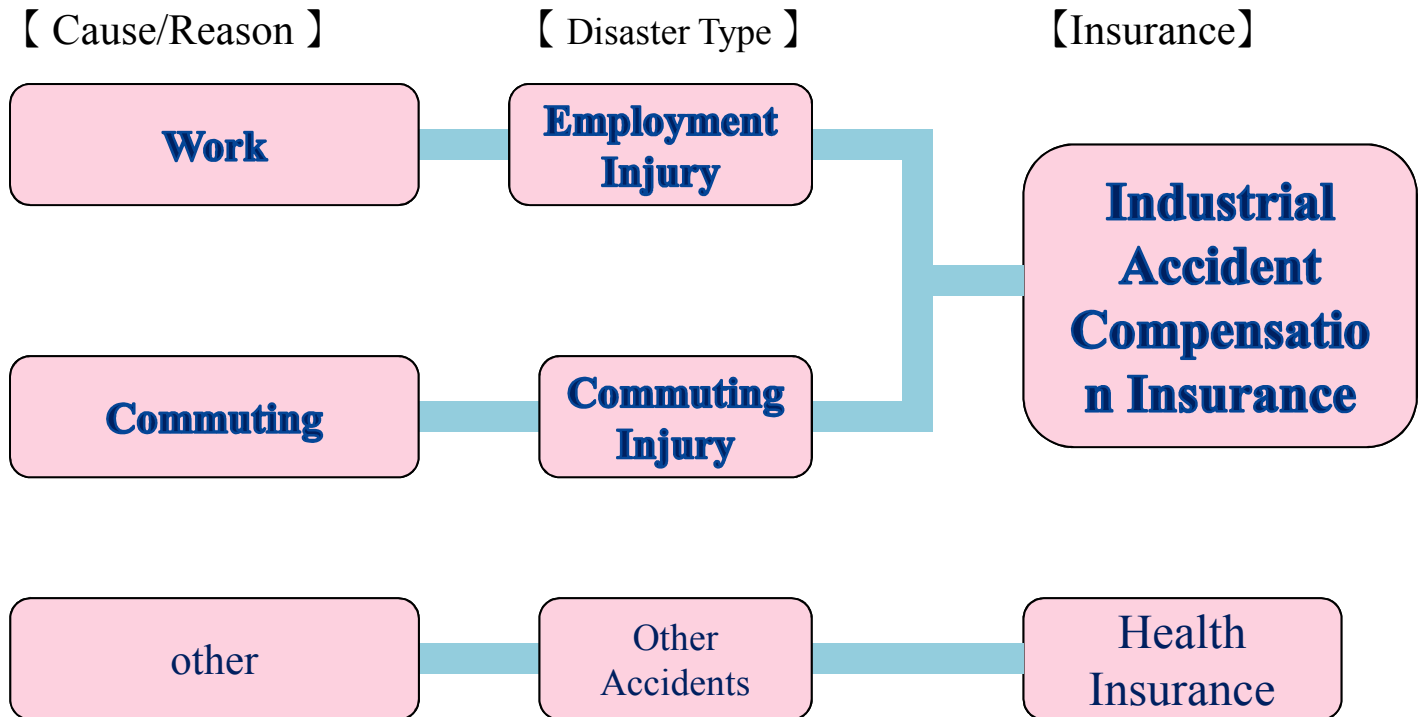 【 Cause/Reason 】
【 Disaster Type 】
【Insurance】
Work
Employment
Injury
Industrial
Accident
Compensatio
n Insurance
Commuting
Commuting
Injury
other
Other
Accidents
Health
Insurance